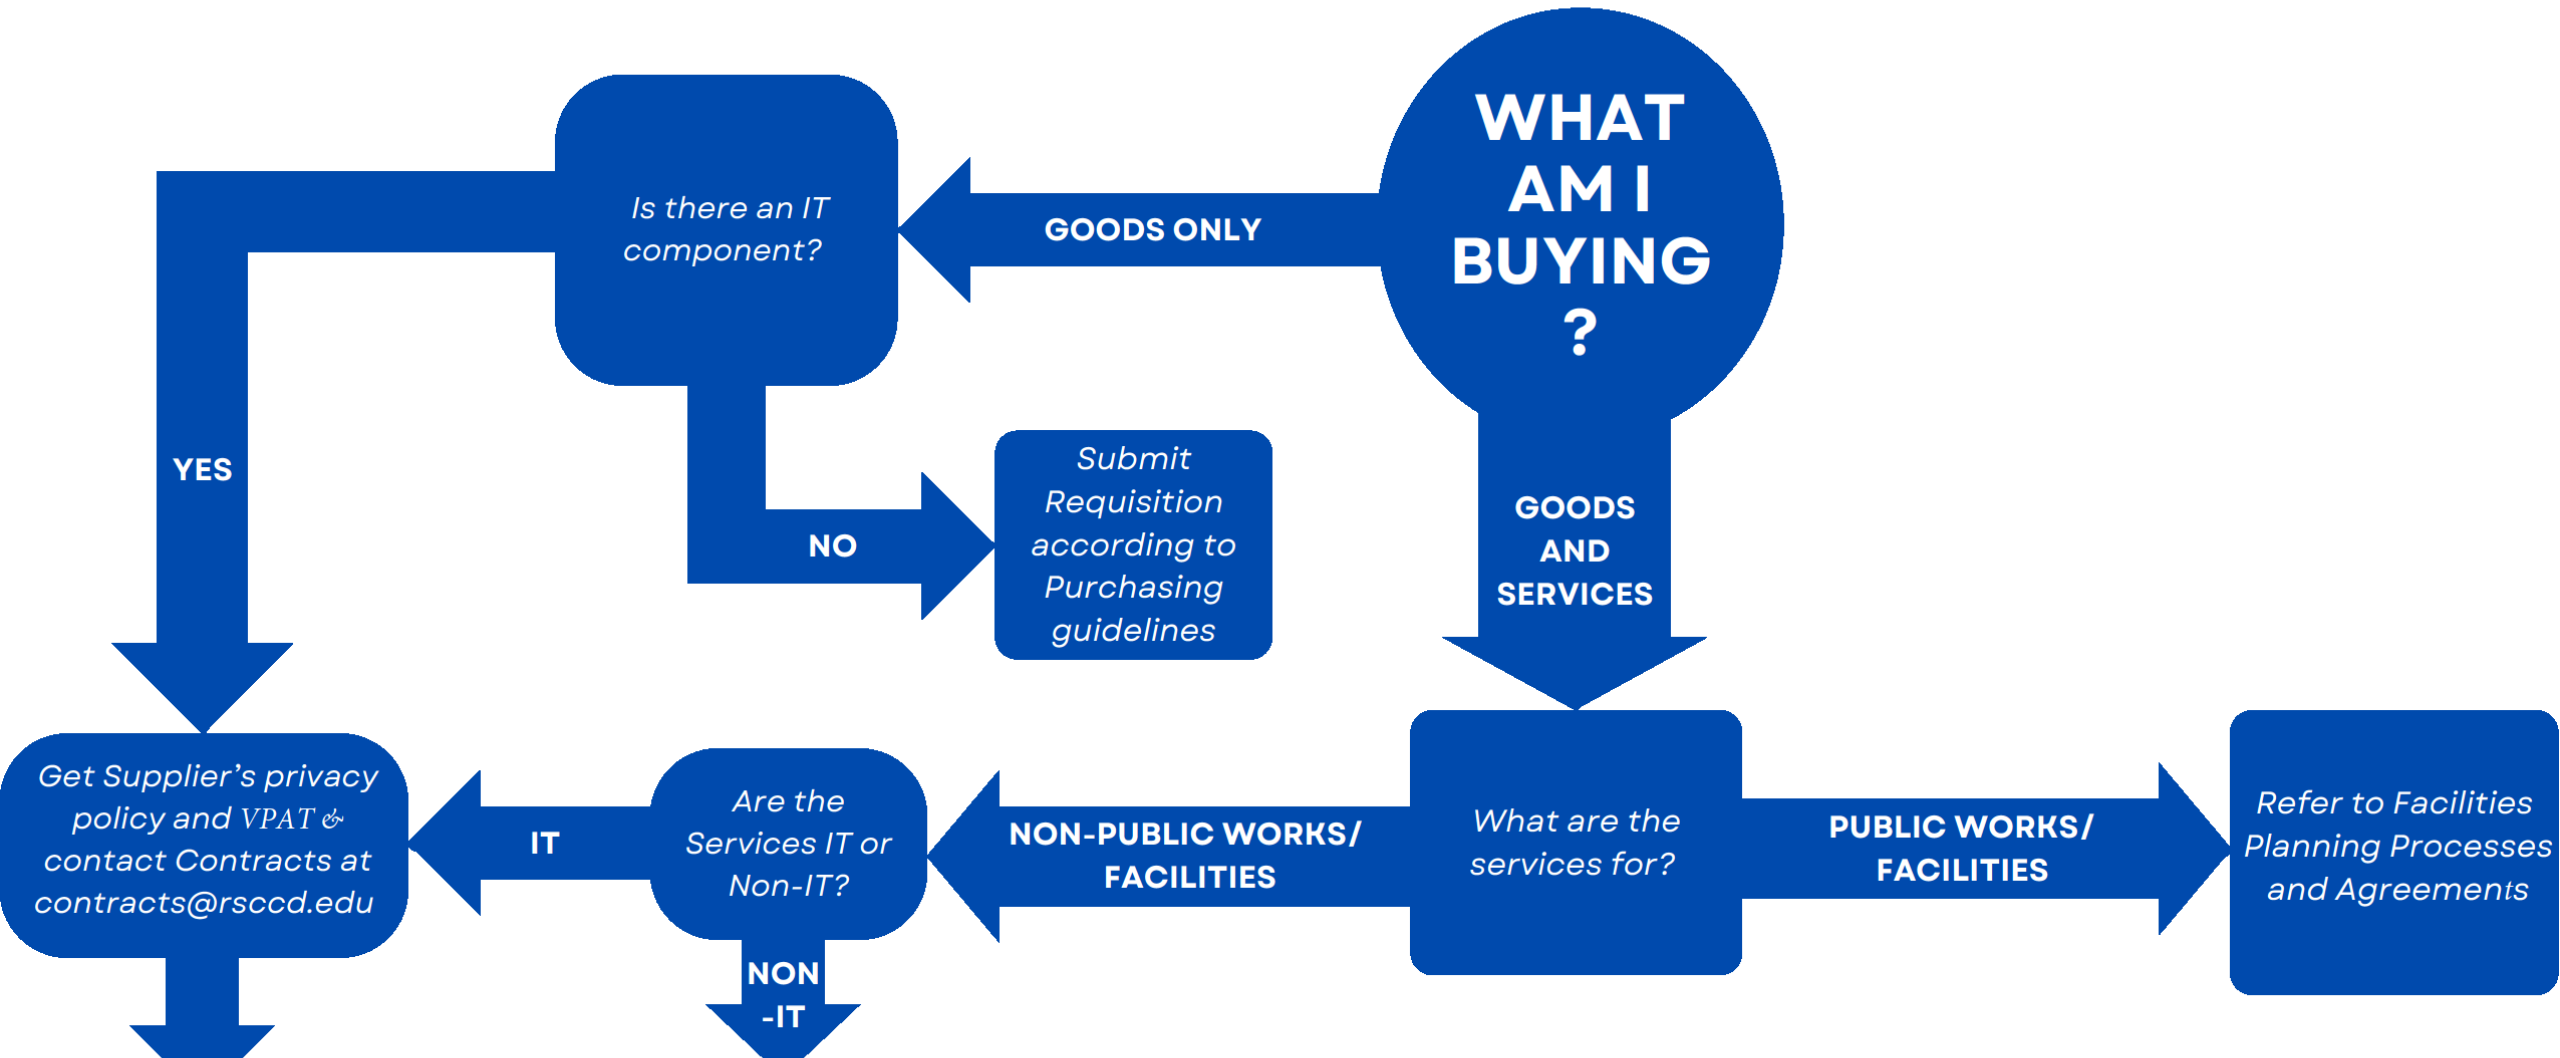 WHAT
AM I
BUYING
?
GOODS ONLY
Is there an IT
component?
YES
NO
Submit
Requisition
according to
Purchasing
guidelines
GOODS
AND
SERVICES
What are the
services for?
PUBLIC WORKS/
FACILITIES
Refer to Facilities
Planning Processes
and Agreements
NON-PUBLIC WORKS/
FACILITIES
Are the
Services IT or
Non-IT?
IT
NON
-IT
Get Supplier’s privacy
policy and VPAT &
contact Contracts at
contracts@rsccd.edu